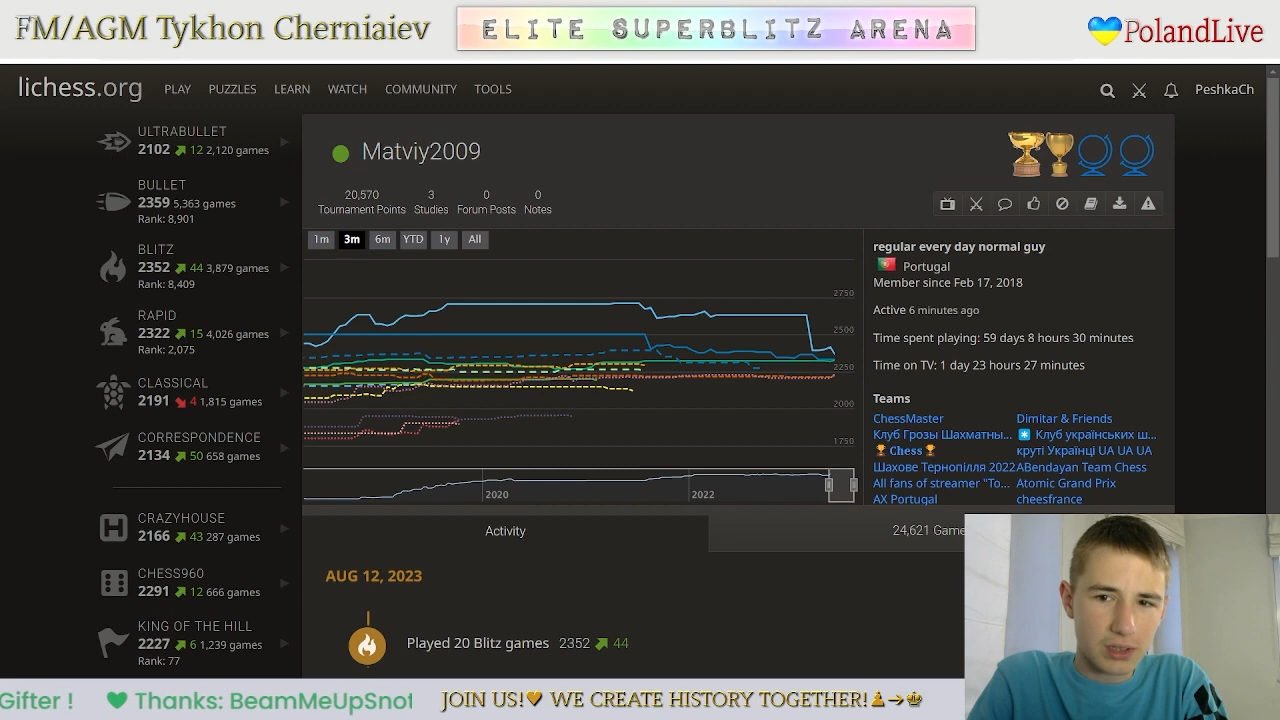 FM/AGM Tykhon Cherniaiev
ELITE SUPERBLITZ ARENA
PolandLive
lichess.org
PLAY PUZZLES LEARN WATCH COMMUNITY TOOLS
PeshkaCh
ULTRABULLET
2102 12 2,120 games
BULLET
2359 5,363 games
Rank: 8,901
BLITZ
2352 44 3,879 games
Rank: 8,409
RAPID
2322 15 4,026 games
Rank: 2,075
CLASSICAL
2191 4 1,815 games
CORRESPONDENCE
2134 50 658 games
CRAZYHOUSE
2166 43 287 games
CHESS960
2291 12 666 games
KING OF THE HILL
2227 6 1,239 games
Rank: 77
Matviy2009
20,570 3 0 0
Tournament Points Studies Forum Posts Notes
1m 3m 6m YTD 1y All
2750
2500
2250
2000
1750
2020 2022
regular every day normal guy
Portugal
Member since Feb 17, 2018
Active 6 minutes ago
Time spent playing: 59 days 8 hours 30 minutes
Time on TV: 1 day 23 hours 27 minutes
Teams
ChessMaster Dimitar & Friends
Клуб Грозы Шахматны... Клуб українських ш...
Chess круті Українці UA UA UA
Шахове Тернопілля 2022 ABendayan Team Chess
All fans of streamer "To... Atomic Grand Prix
AX Portugal cheesfrance
Activity 24,621 Game
AUG 12, 2023
Played 20 Blitz games 2352 44
Gifter ! Thanks: BeamMeUpSnot
JOIN US! WE CREATE HISTORY TOGETHER!